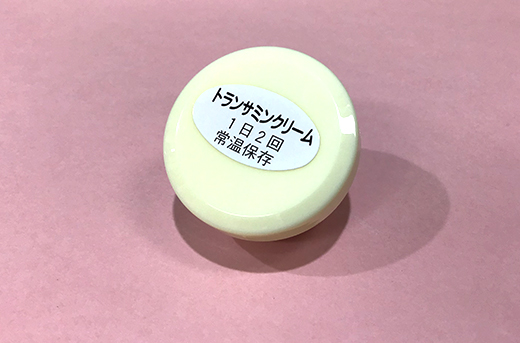 トランサミンクリーム
1日2回
常温保存